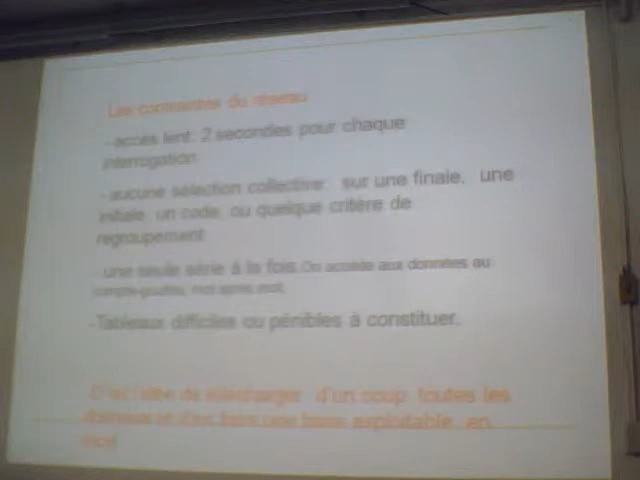 Les contraintes du réseau
- accès lent: 2 secondes pour chaque
interrogation
- aucune sélection collective: sur une finale, une
initiale, un code, ou quelque critère de
regroupement
- une seule série à la fois.On accède aux données au
compte-gouttes, mot après mot.
-Tableaux difficiles ou pénibles à constituer.
D'où l'idée de télécharger d'un coup toutes les
données et d'en faire une base exploitable en